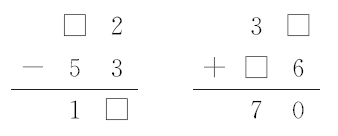 □ 2    3 □
− 5 3    + □ 6
1 □    7 0